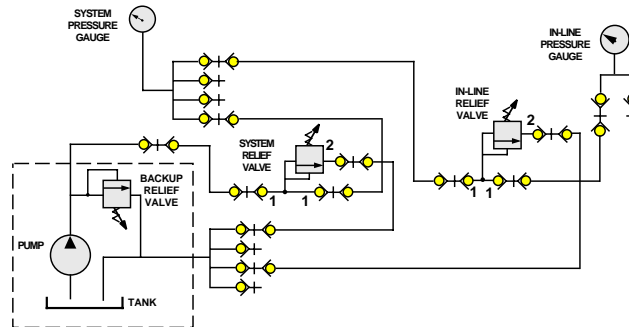 SYSTEM
PRESSURE
GAUGE
IN-LINE
PRESSURE
GAUGE
IN-LINE
RELIEF
VALVE
2
SYSTEM
RELIEF
VALVE
2
BACKUP
RELIEF
VALVE
1
1
1
1
PUMP
TANK